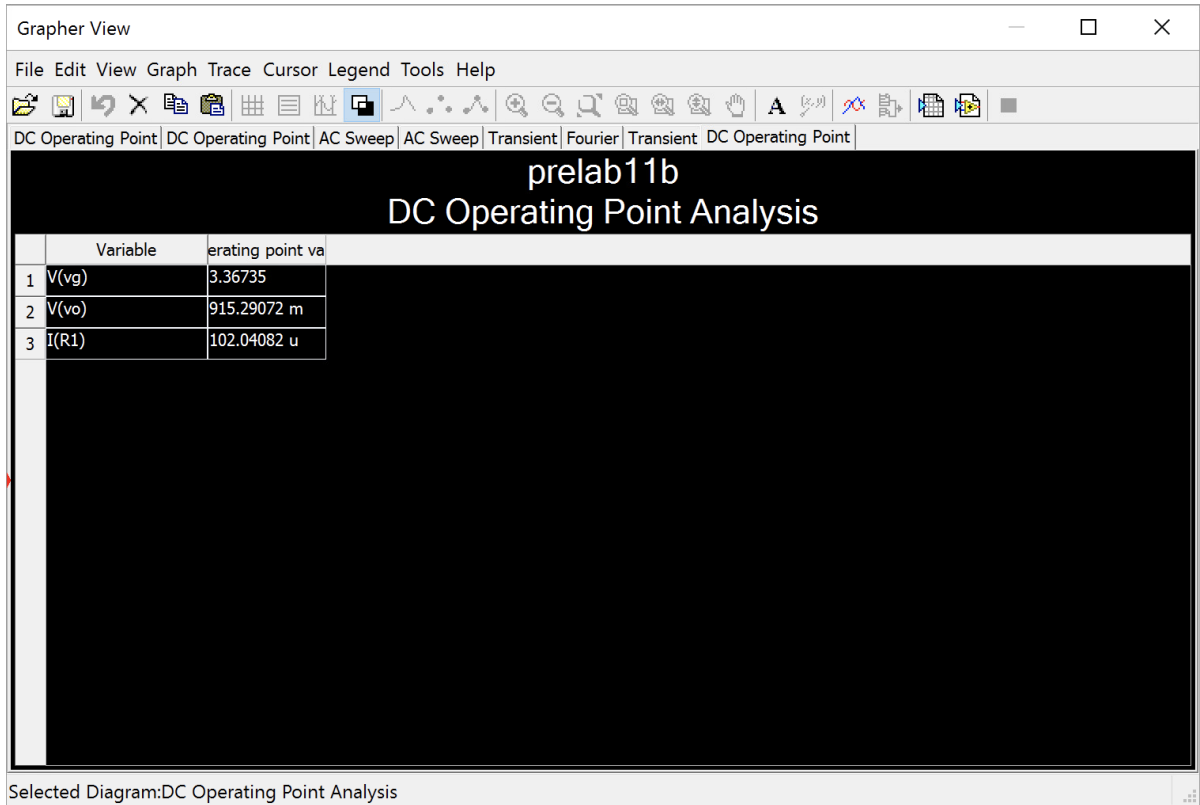 Grapher View
File Edit View Graph Trace Cursor Legend Tools Help
A (x,y)
DC Operating Point DC Operating Point AC Sweep AC Sweep Transient Fourier Transient DC Operating Point
prelab11b
DC Operating Point Analysis
Variable erating point va
1 V(vg) 3.36735
2 V(vo) 915.29072 m
3 I(R1) 102.04082 u
Selected Diagram:DC Operating Point Analysis